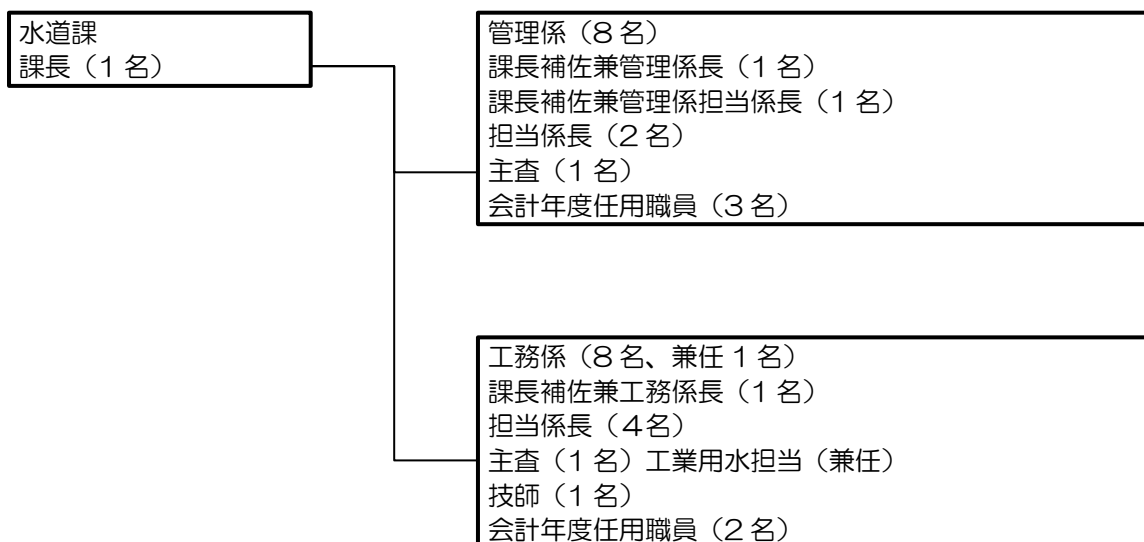 水道課
課長（1名）
管理係（8名）
課長補佐兼管理係長（1名）
課長補佐兼管理係担当係長（1名）
担当係長（2名）
主査（1名）
会計年度任用職員（3名）
工務係（8名、兼任1名）
課長補佐兼工務係長（1名）
担当係長（4名）
主査（1名）工業用水担当（兼任）
技師（1名）
会計年度任用職員（2名）